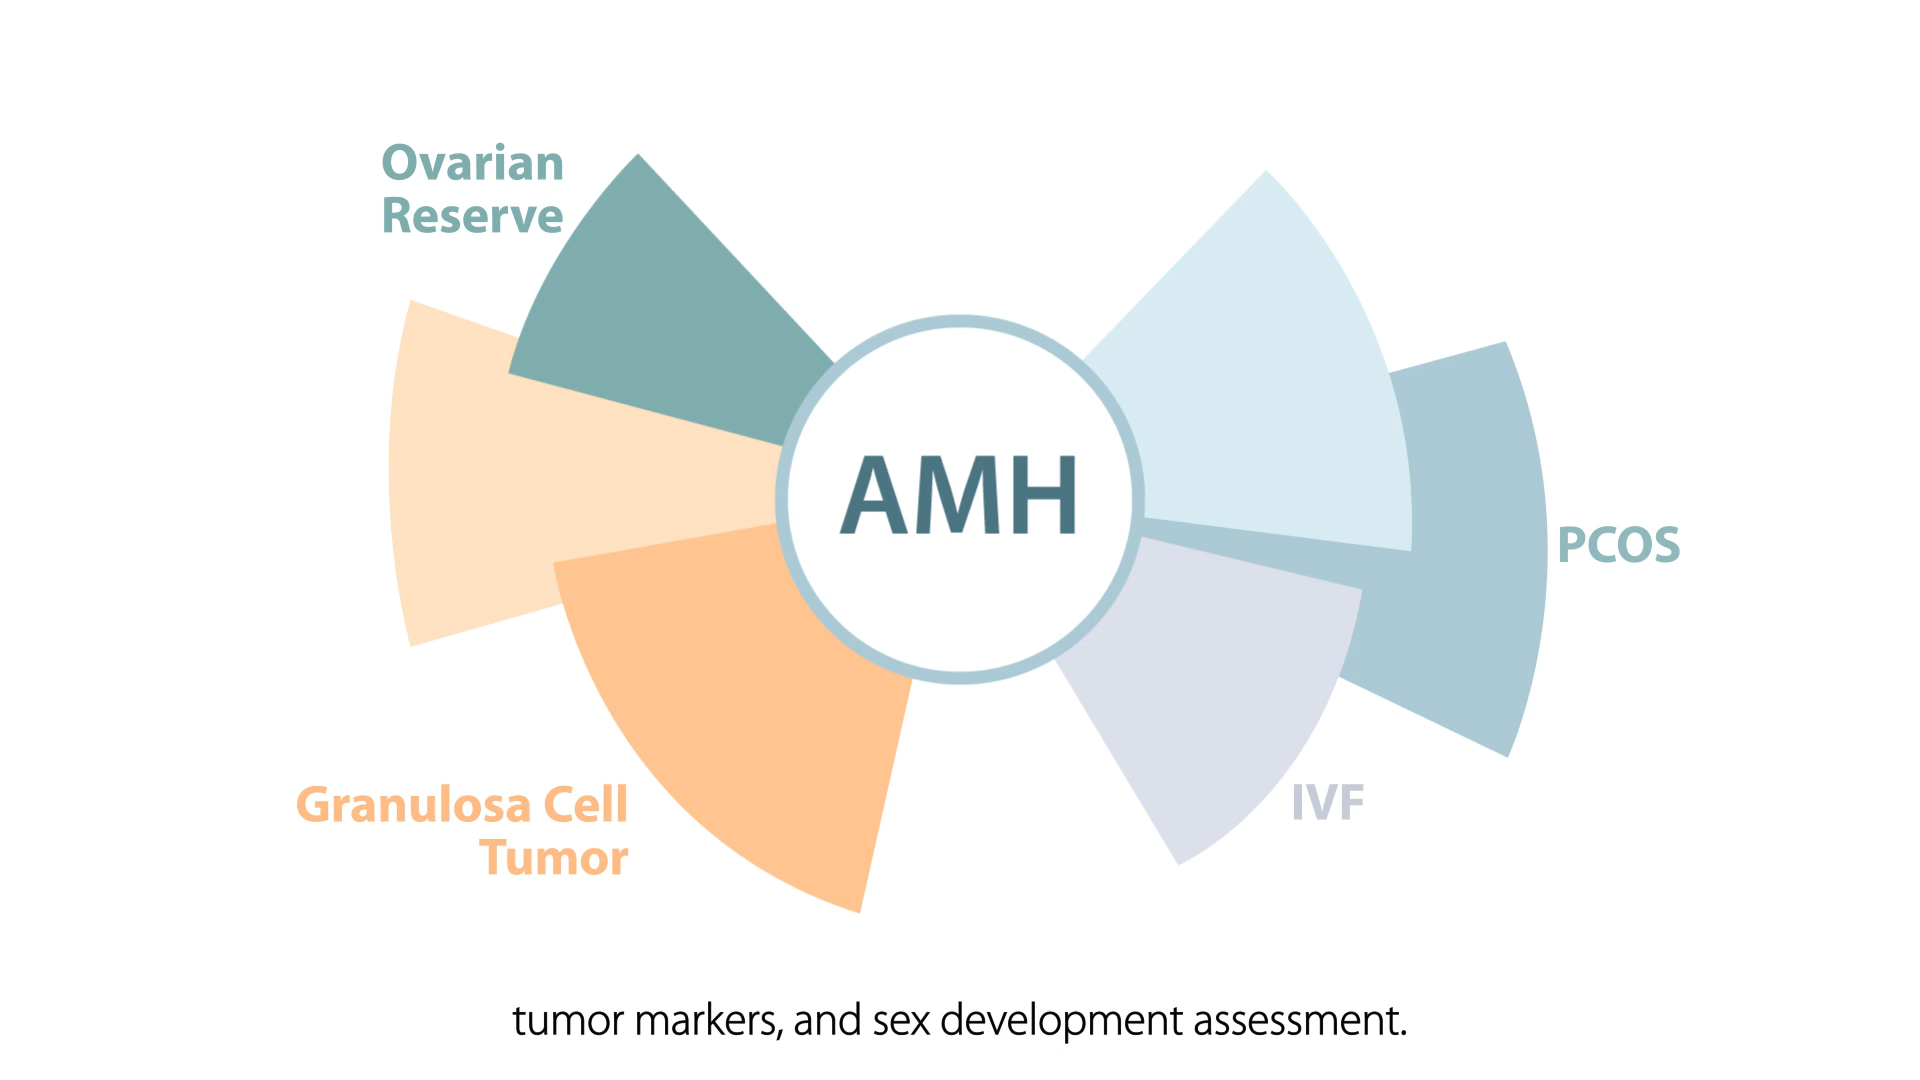 Ovarian
Reserve
AMH
PCOS
Granulosa Cell
Tumor
IVF
tumor markers, and sex development assessment.